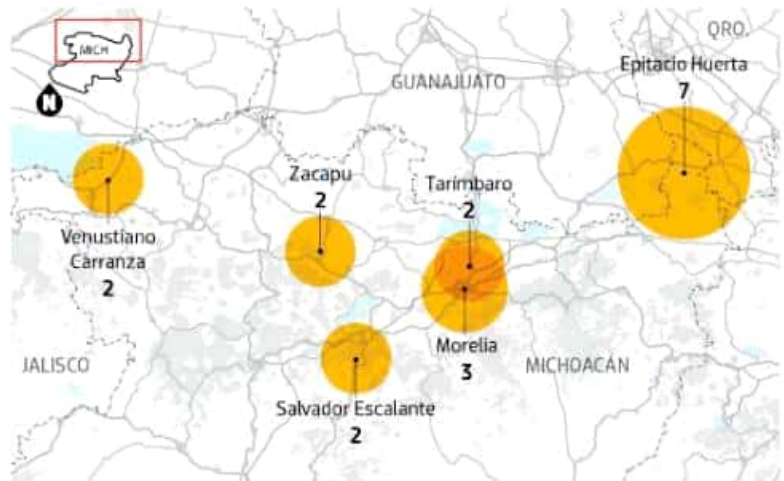 MICH
N
QRO.
GUANAJUATO
Epitacio Huerta
7
Zacapu
2
Tarímbaro
2
Venustiano
Carranza
2
Morelia
3
JALISCO
MICHOACÁN
Salvador Escalante
2